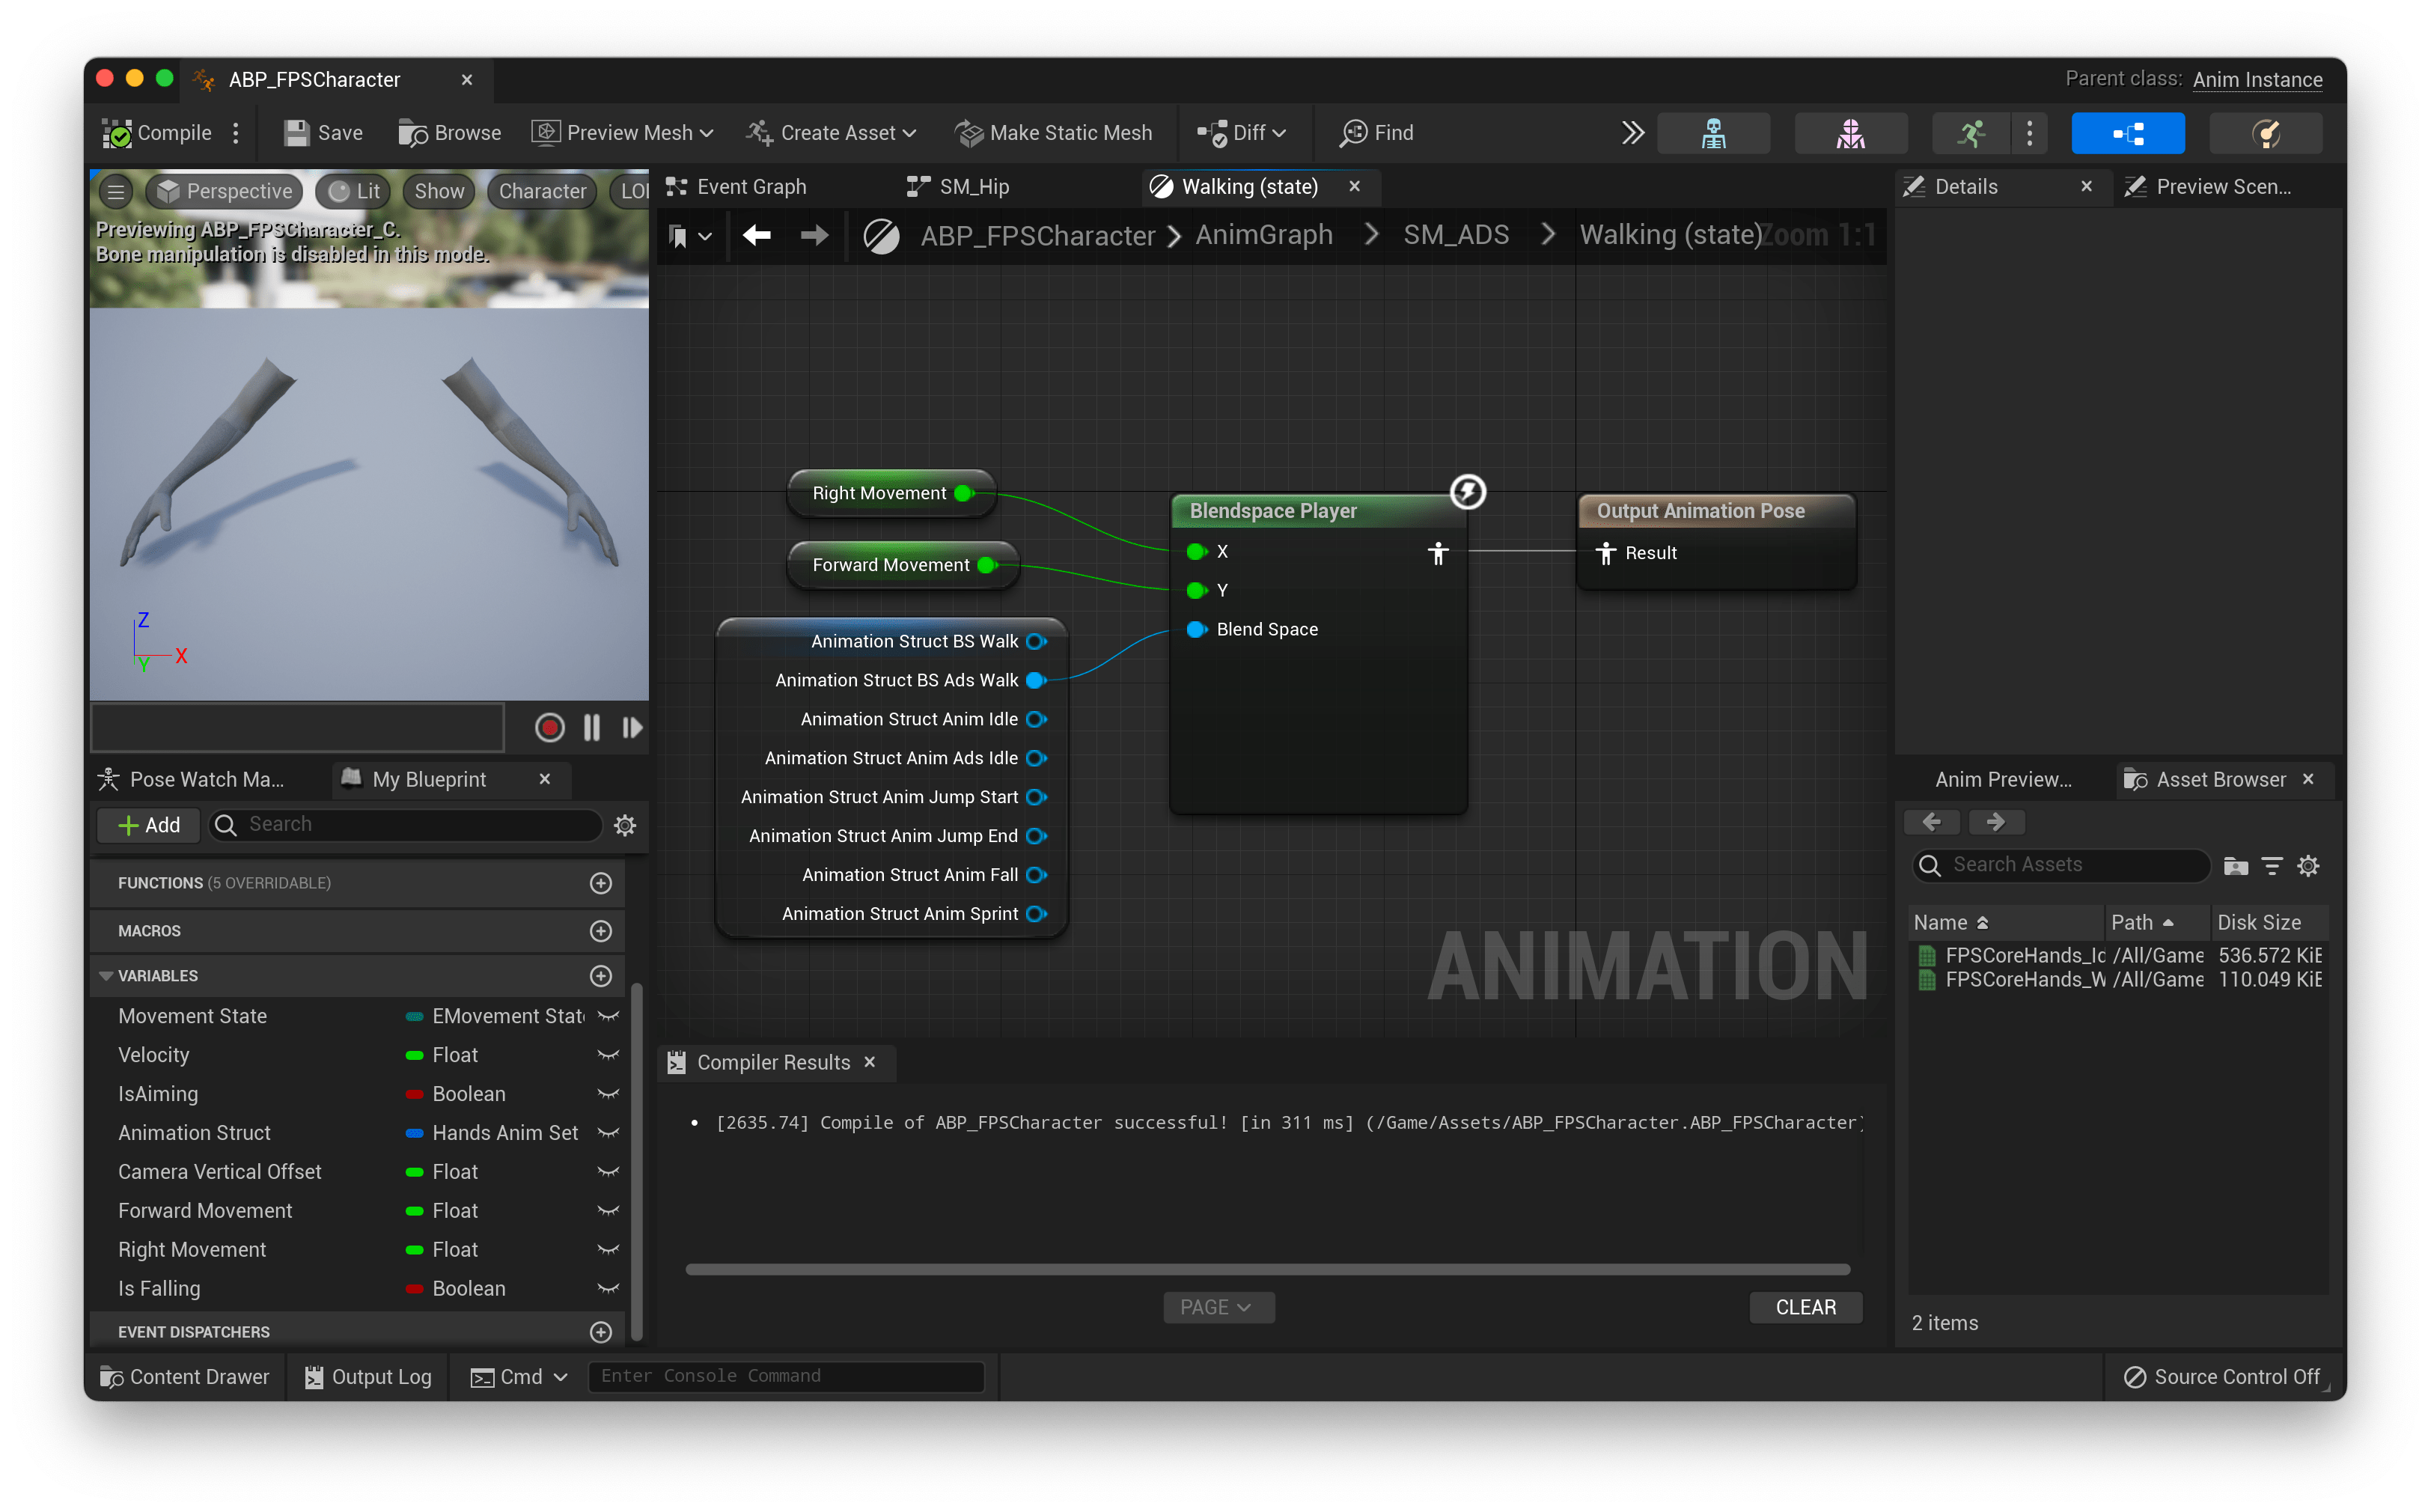 ABP_FPSCharacter
Parent class: Anim Instance
Compile Save Browse Preview Mesh Create Asset Make Static Mesh Diff Find
Perspective Lit Show Character LOI
Previewing ABP_FPSCharacter_C.
Bone manipulation is disabled in this mode.
Z
X
Y
Event Graph SM_Hip Walking (state)
ABP_FPSCharacter AnimGraph SM_ADS Walking (state)
Zoom 1:1
Right Movement
Forward Movement
Animation Struct BS Walk
Animation Struct BS Ads Walk
Animation Struct Anim Idle
Animation Struct Anim Ads Idle
Animation Struct Anim Jump Start
Animation Struct Anim Jump End
Animation Struct Anim Fall
Animation Struct Anim Sprint
Blendspace Player
X
Y
Blend Space
Output Animation Pose
Result
ANIMATION
Details Preview Scen...
Pose Watch Ma... My Blueprint
Add Search
FUNCTIONS (5 OVERRIDABLE)
MACROS
VARIABLES
Movement State EMovement Stat
Velocity Float
IsAiming Boolean
Animation Struct Hands Anim Set
Camera Vertical Offset Float
Forward Movement Float
Right Movement Float
Is Falling Boolean
EVENT DISPATCHERS
Compiler Results
• [2635.74] Compile of ABP_FPSCharacter successful! [in 311 ms] (/Game/Assets/ABP_FPSCharacter.ABP_FPSCharacter)
PAGE CLEAR
Anim Preview... Asset Browser
Search Assets
Name Path Disk Size
FPSCoreHands_Ic /All/Game 536.572 KiE
FPSCoreHands_W /All/Game 110.049 KiE
2 items
Content Drawer Output Log Cmd Enter Console Command Source Control Off